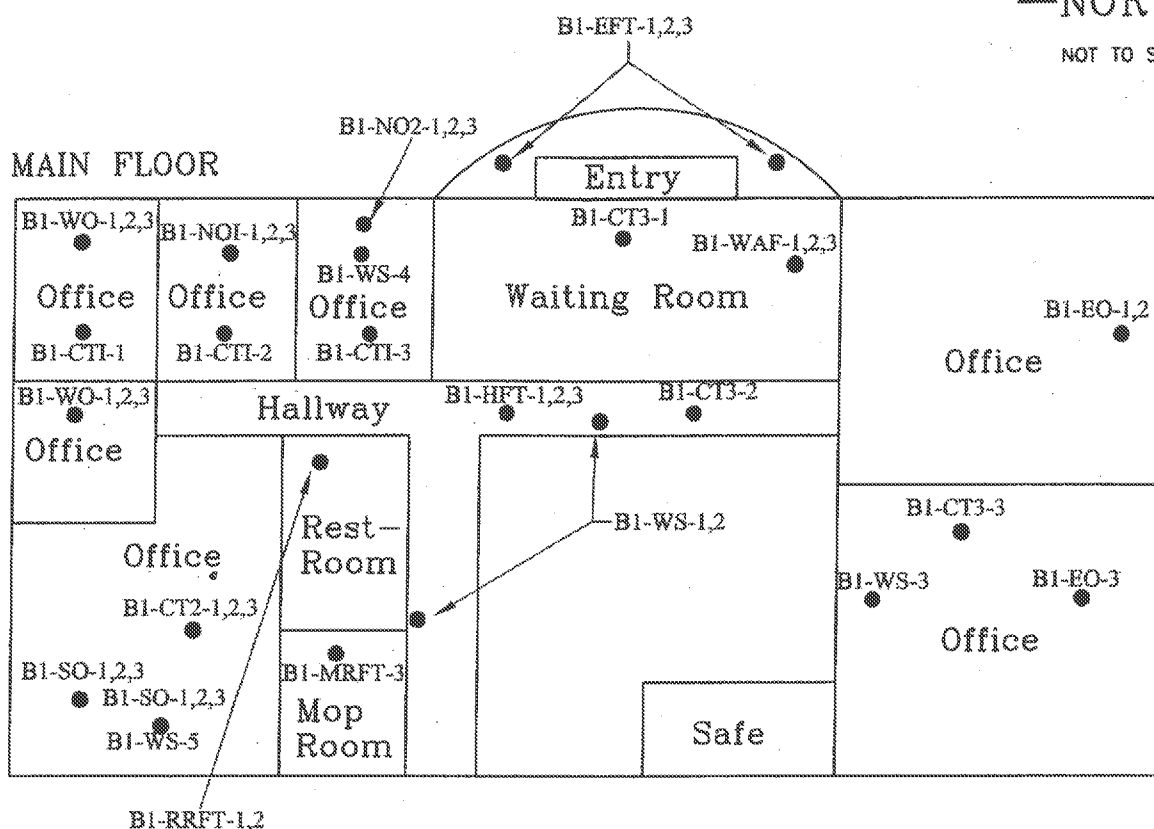 —NOR
NOT TO S
B1-EFT-1,2,3
B1-NO2-1,2,3
MAIN FLOOR
Entry
B1-WO-1,2,3
B1-NO1-1,2,3
B1-CT3-1
B1-WAF-1,2,3
B1-WS-4
Office
Office
Office
Waiting Room
B1-EO-1,2
B1-CT1-1
B1-CT1-2
B1-CT1-3
Office
B1-WO-1,2,3
Hallway
B1-HFT-1,2,3
B1-CT3-2
Office
B1-CT3-3
Rest-
Room
B1-WS-1,2
Office
B1-WS-3
B1-EO-3
B1-CT2-1,2,3
Office
B1-SO-1,2,3
B1-SO-1,2,3
B1-MRFT-3
B1-WS-5
Mop
Room
Safe
B1-RRFT-1,2